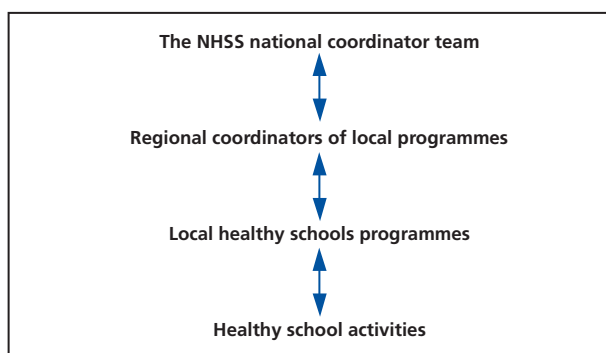 The NHSS national coordinator team
Regional coordinators of local programmes
Local healthy schools programmes
Healthy school activities